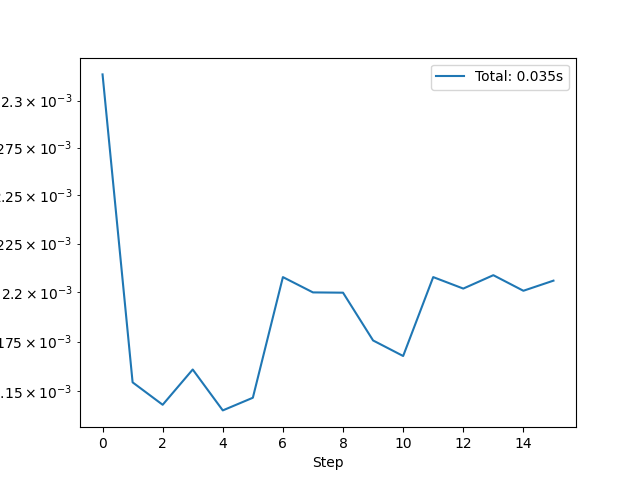 Total: 0.035s
2.3 × 10⁻³
275 × 10⁻³
.25 × 10⁻³
225 × 10⁻³
2.2 × 10⁻³
175 × 10⁻³
.15 × 10⁻³
0 2 4 6 8 10 12 14
Step